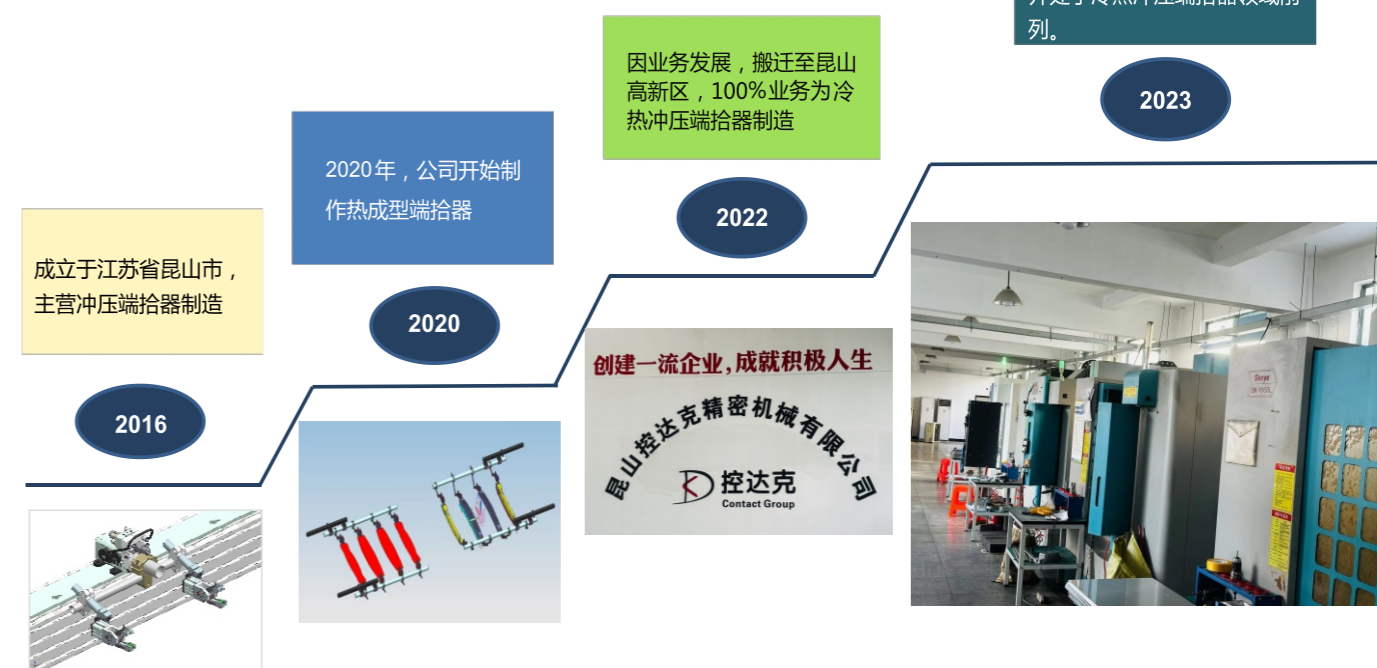 列。
2023
因业务发展，搬迁至昆山
高新区，100%业务为冷
热冲压端拾器制造
2022
2020年，公司开始制
作热成型端拾器
2020
成立于江苏省昆山市，
主营冲压端拾器制造
2016
创建一流企业,成就积极人生
昆山控达克精密机械有限公司
控达克
Contact Group